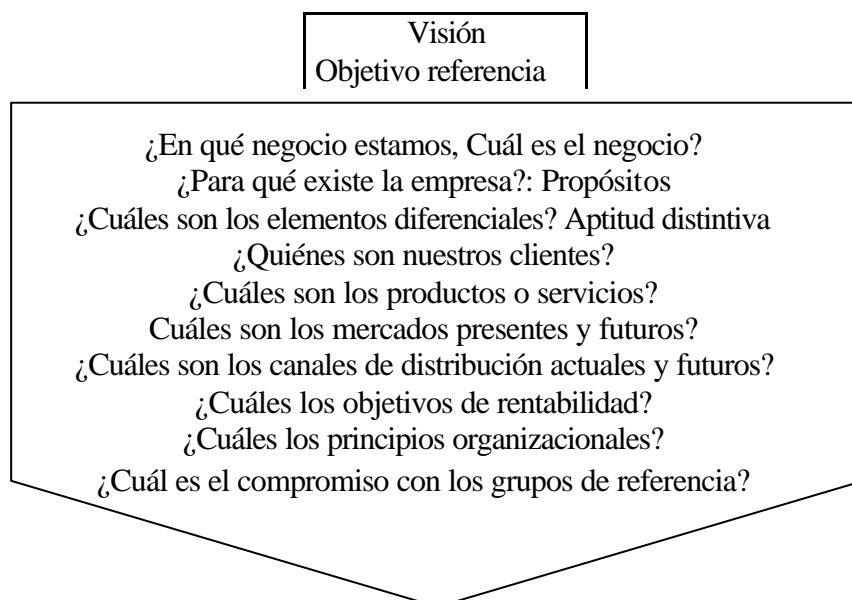 Visión
Objetivo referencia
¿En qué negocio estamos, Cuál es el negocio?
¿Para qué existe la empresa?: Propósitos
¿Cuáles son los elementos diferenciales? Aptitud distintiva
¿Quiénes son nuestros clientes?
¿Cuáles son los productos o servicios?
Cuáles son los mercados presentes y futuros?
¿Cuáles son los canales de distribución actuales y futuros?
¿Cuáles los objetivos de rentabilidad?
¿Cuáles los principios organizacionales?
¿Cuál es el compromiso con los grupos de referencia?